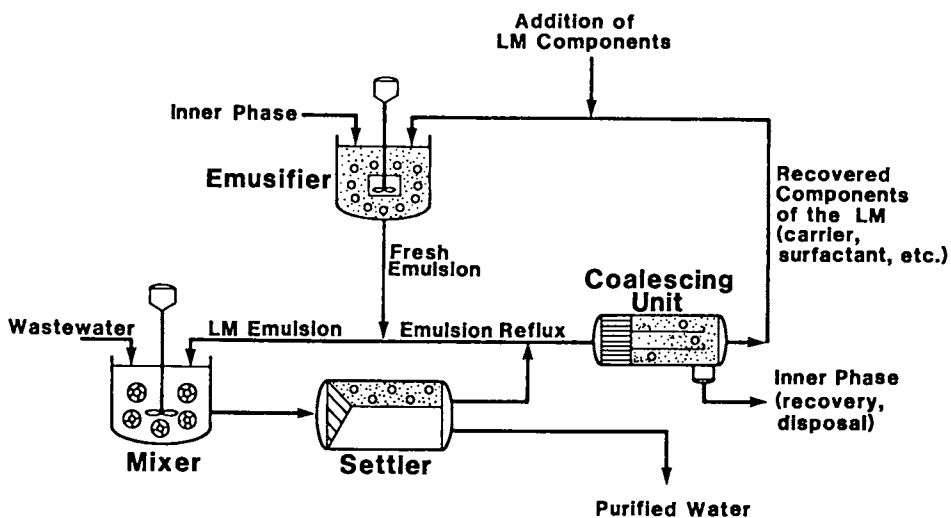 Addition of
LM Components
Inner Phase
Emusifier
Recovered
Components
of the LM
(carrier,
surfactant, etc.)
Fresh
Emulsion
Coalescing
Unit
Wastewater
LM Emulsion
Emulsion Reflux
Inner Phase
(recovery,
disposal)
Mixer
Settler
Purified Water